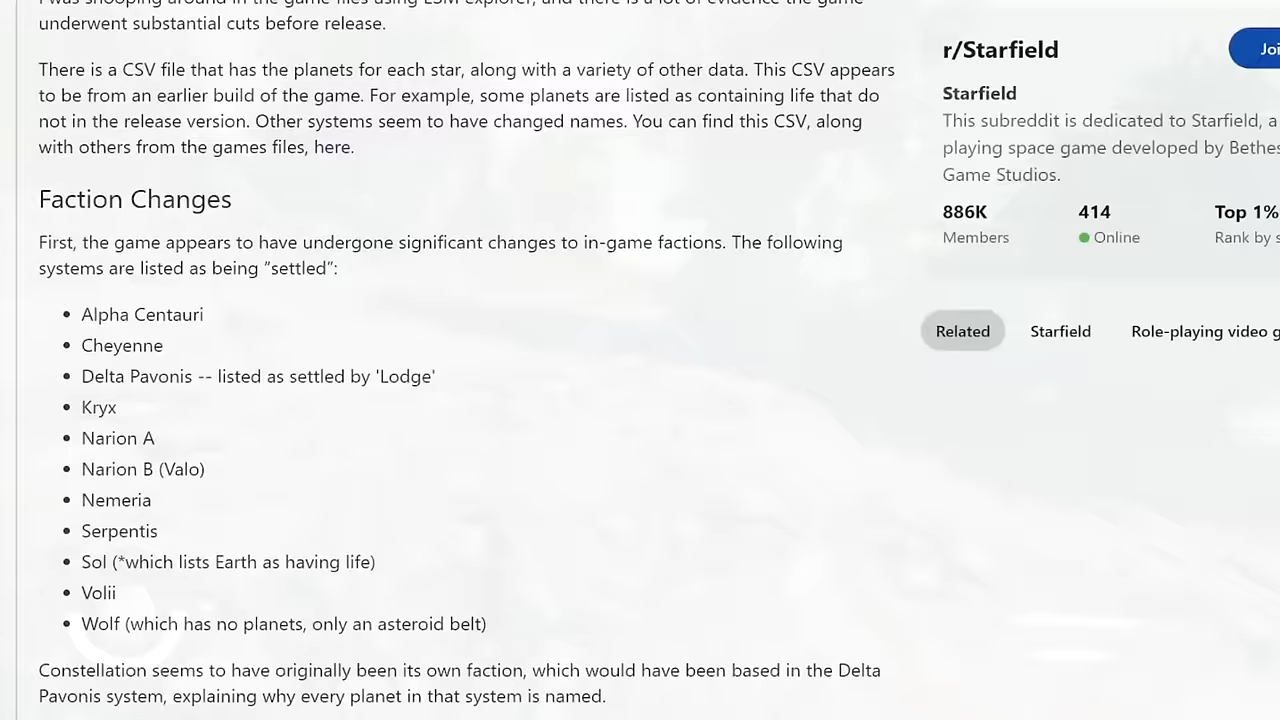 underwent substantial cuts before release.
There is a CSV file that has the planets for each star, along with a variety of other data. This CSV appears
to be from an earlier build of the game. For example, some planets are listed as containing life that do
not in the release version. Other systems seem to have changed names. You can find this CSV, along
with others from the games files, here.
Faction Changes
First, the game appears to have undergone significant changes to in-game factions. The following
systems are listed as being ”settled”:
• Alpha Centauri
• Cheyenne
• Delta Pavonis -- listed as settled by 'Lodge'
• Kryx
• Narion A
• Narion B (Valo)
• Nemeria
• Serpentis
• Sol (*which lists Earth as having life)
• Volii
• Wolf (which has no planets, only an asteroid belt)
Constellation seems to have originally been its own faction, which would have been based in the Delta
Pavonis system, explaining why every planet in that system is named.
r/Starfield
Joi
Starfield
This subreddit is dedicated to Starfield, a
playing space game developed by Bethes
Game Studios.
886K 414 Top 1%
Members Online Rank by s
Related Starfield Role-playing video g